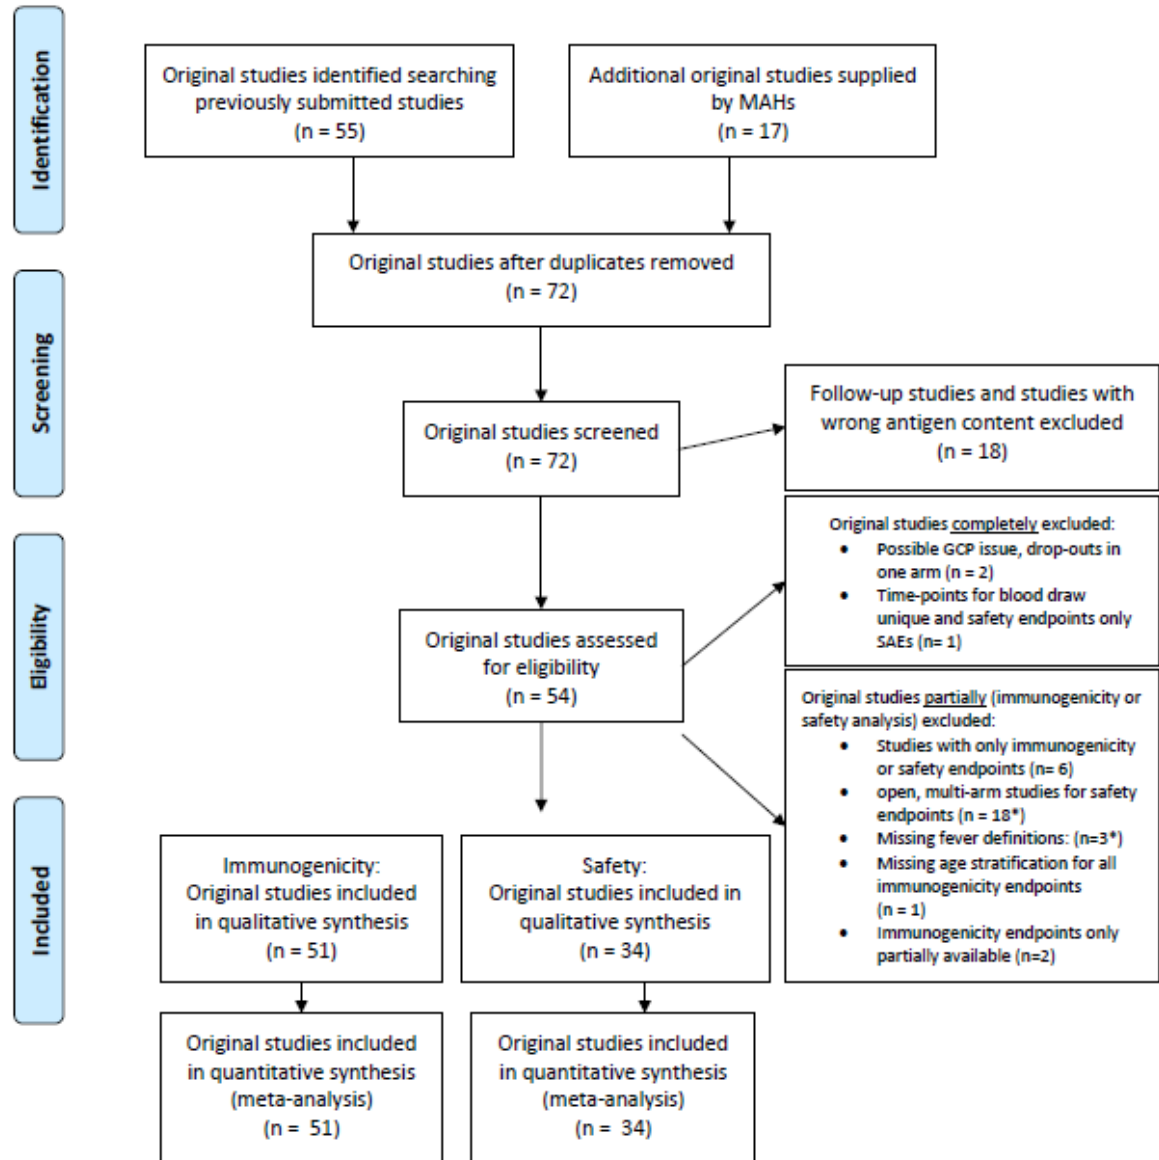 Identification
Original studies identified searching
previously submitted studies
(n = 55)
Additional original studies supplied
by MAHs
(n = 17)
Original studies after duplicates removed
(n = 72)
Screening
Original studies screened
(n = 72)
Follow-up studies and studies with
wrong antigen content excluded
(n = 18)
Eligibility
Original studies assessed
for eligibility
(n = 54)
Original studies completely excluded:
• Possible GCP issue, drop-outs in
one arm (n = 2)
• Time-points for blood draw
unique and safety endpoints only
SAEs (n= 1)
Original studies partially (immunogenicity or
safety analysis) excluded:
• Studies with only immunogenicity
or safety endpoints (n= 6)
• open, multi-arm studies for safety
endpoints (n = 18*)
• Missing fever definitions: (n=3*)
• Missing age stratification for all
immunogenicity endpoints
(n = 1)
• Immunogenicity endpoints only
partially available (n=2)
Included
Immunogenicity:
Original studies included
in qualitative synthesis
(n = 51)
Safety:
Original studies included in
qualitative synthesis
(n = 34)
Original studies included
in quantitative synthesis
(meta-analysis)
(n =  51)
Original studies included
in quantitative synthesis
(meta-analysis)
(n =  34)